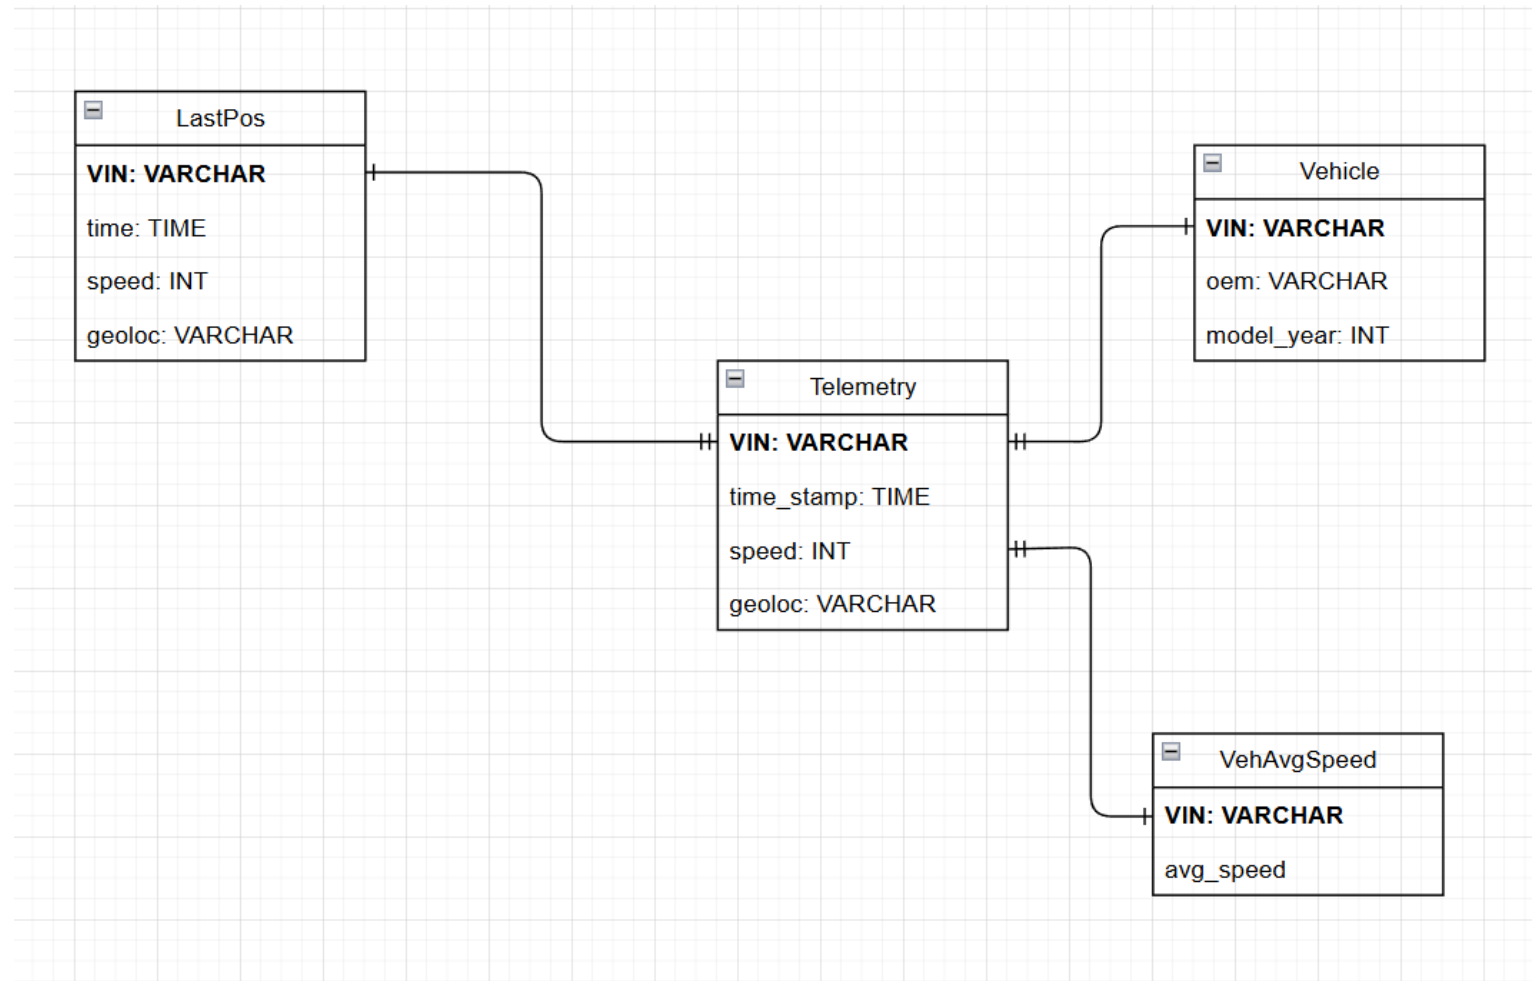 LastPos
VIN: VARCHAR
time: TIME
speed: INT
geoloc: VARCHAR
Vehicle
VIN: VARCHAR
oem: VARCHAR
model_year: INT
Telemetry
VIN: VARCHAR
time_stamp: TIME
speed: INT
geoloc: VARCHAR
VehAvgSpeed
VIN: VARCHAR
avg_speed